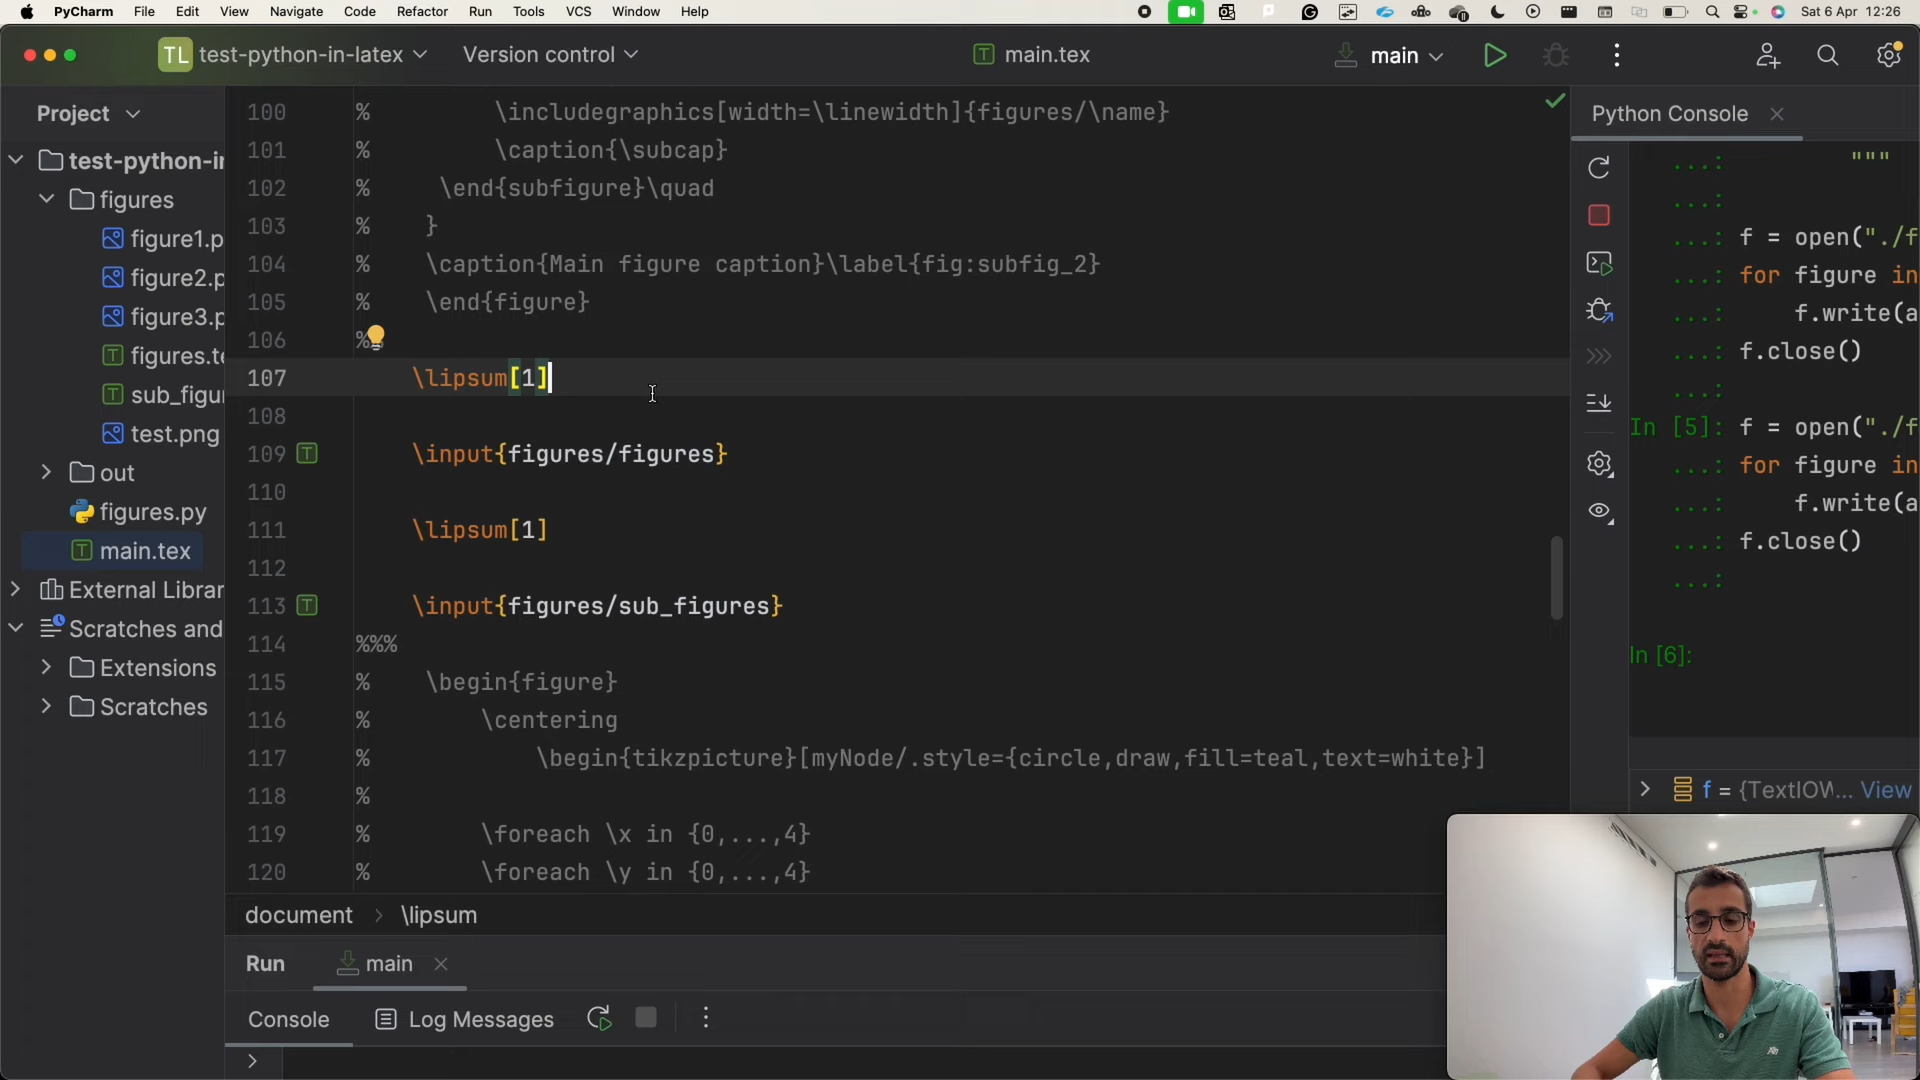 PyCharm File Edit View Navigate Code Refactor Run Tools VCS Window Help Sat 6 Apr 12:26
TL test-python-in-latex Version control main.tex main
Project
test-python-in
figures
figure1.p
figure2.p
figure3.p
figures.te
sub_figur
test.png
out
figures.py
main.tex
External Librar
Scratches and
Extensions
Scratches
100 % \includegraphics[width=\linewidth]{figures/\name}
101 % \caption{\subcap}
102 % \end{subfigure}\quad
103 % }
104 % \caption{Main figure caption}\label{fig:subfig_2}
105 % \end{figure}
106 %
107 \lipsum[1]
108
109 T \input{figures/figures}
110
111 \lipsum[1]
112
113 T \input{figures/sub_figures}
114 %%%
115 % \begin{figure}
116 % \centering
117 % \begin{tikzpicture}[myNode/.style={circle,draw,fill=teal,text=white}]
118 %
119 % \foreach \x in {0,...,4}
120 % \foreach \y in {0,...,4}
document > \lipsum
Run main
Console Log Messages
>
Python Console
...: """
...:
...: f = open("./f
...: for figure in
...: f.write(a
...: f.close()
...:
In [5]: f = open("./f
...: for figure in
...: f.write(a
...: f.close()
...:
In [6]:
f = {TextIOW... View